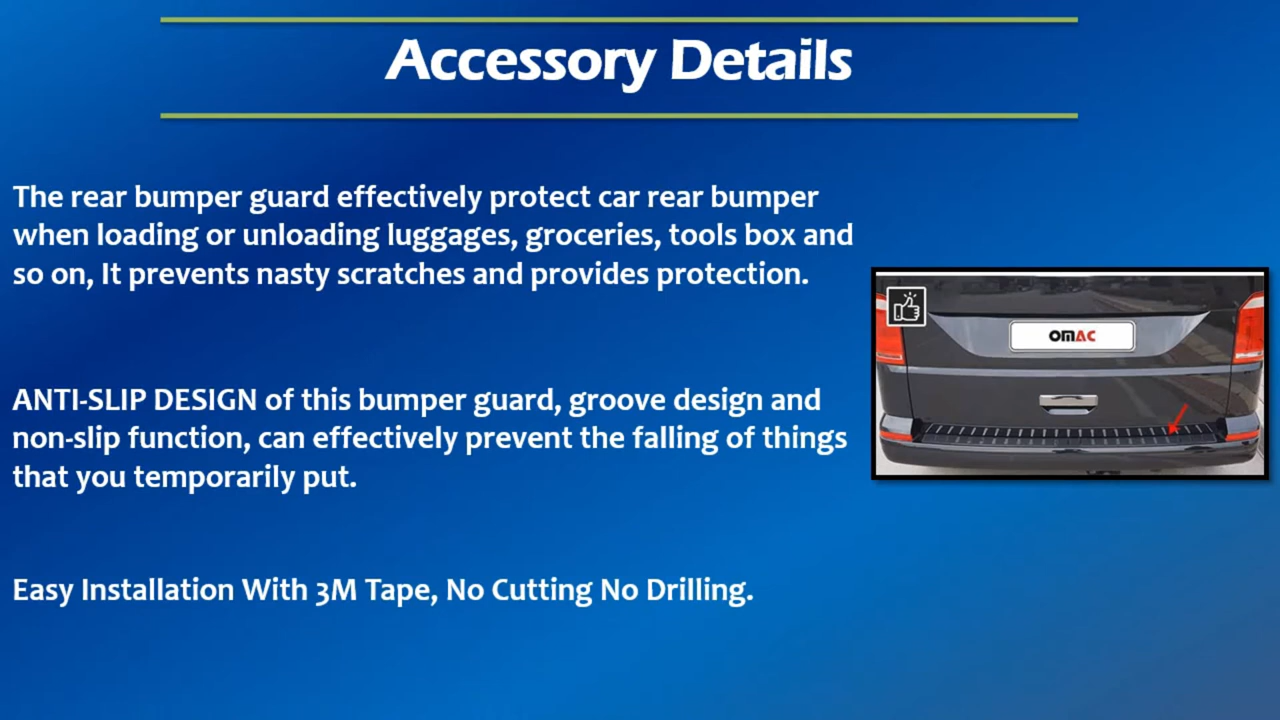 Accessory Details
The rear bumper guard effectively protect car rear bumper
when loading or unloading luggages, groceries, tools box and
so on, It prevents nasty scratches and provides protection.
OMAC
ANTI-SLIP DESIGN of this bumper guard, groove design and
non-slip function, can effectively prevent the falling of things
that you temporarily put.
Easy Installation With 3M Tape, No Cutting No Drilling.